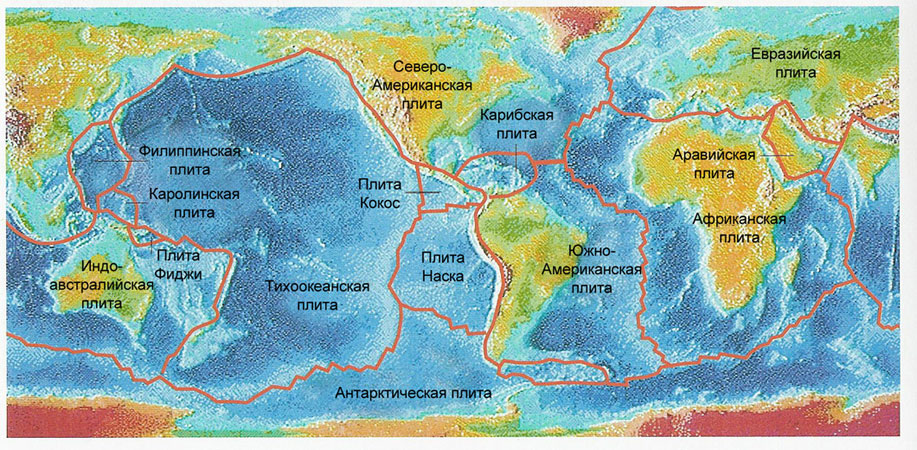 Евразийская
плита
Северо-
Американская
плита
Карибская
плита
Филиппинская
плита
Аравийская
плита
Каролинская
плита
Плита
Кокос
Африканская
плита
Плита
Фиджи
Плита
Наска
Южно-
Американская
плита
Индо-
австралийская
плита
Тихоокеанская
плита
Антарктическая плита